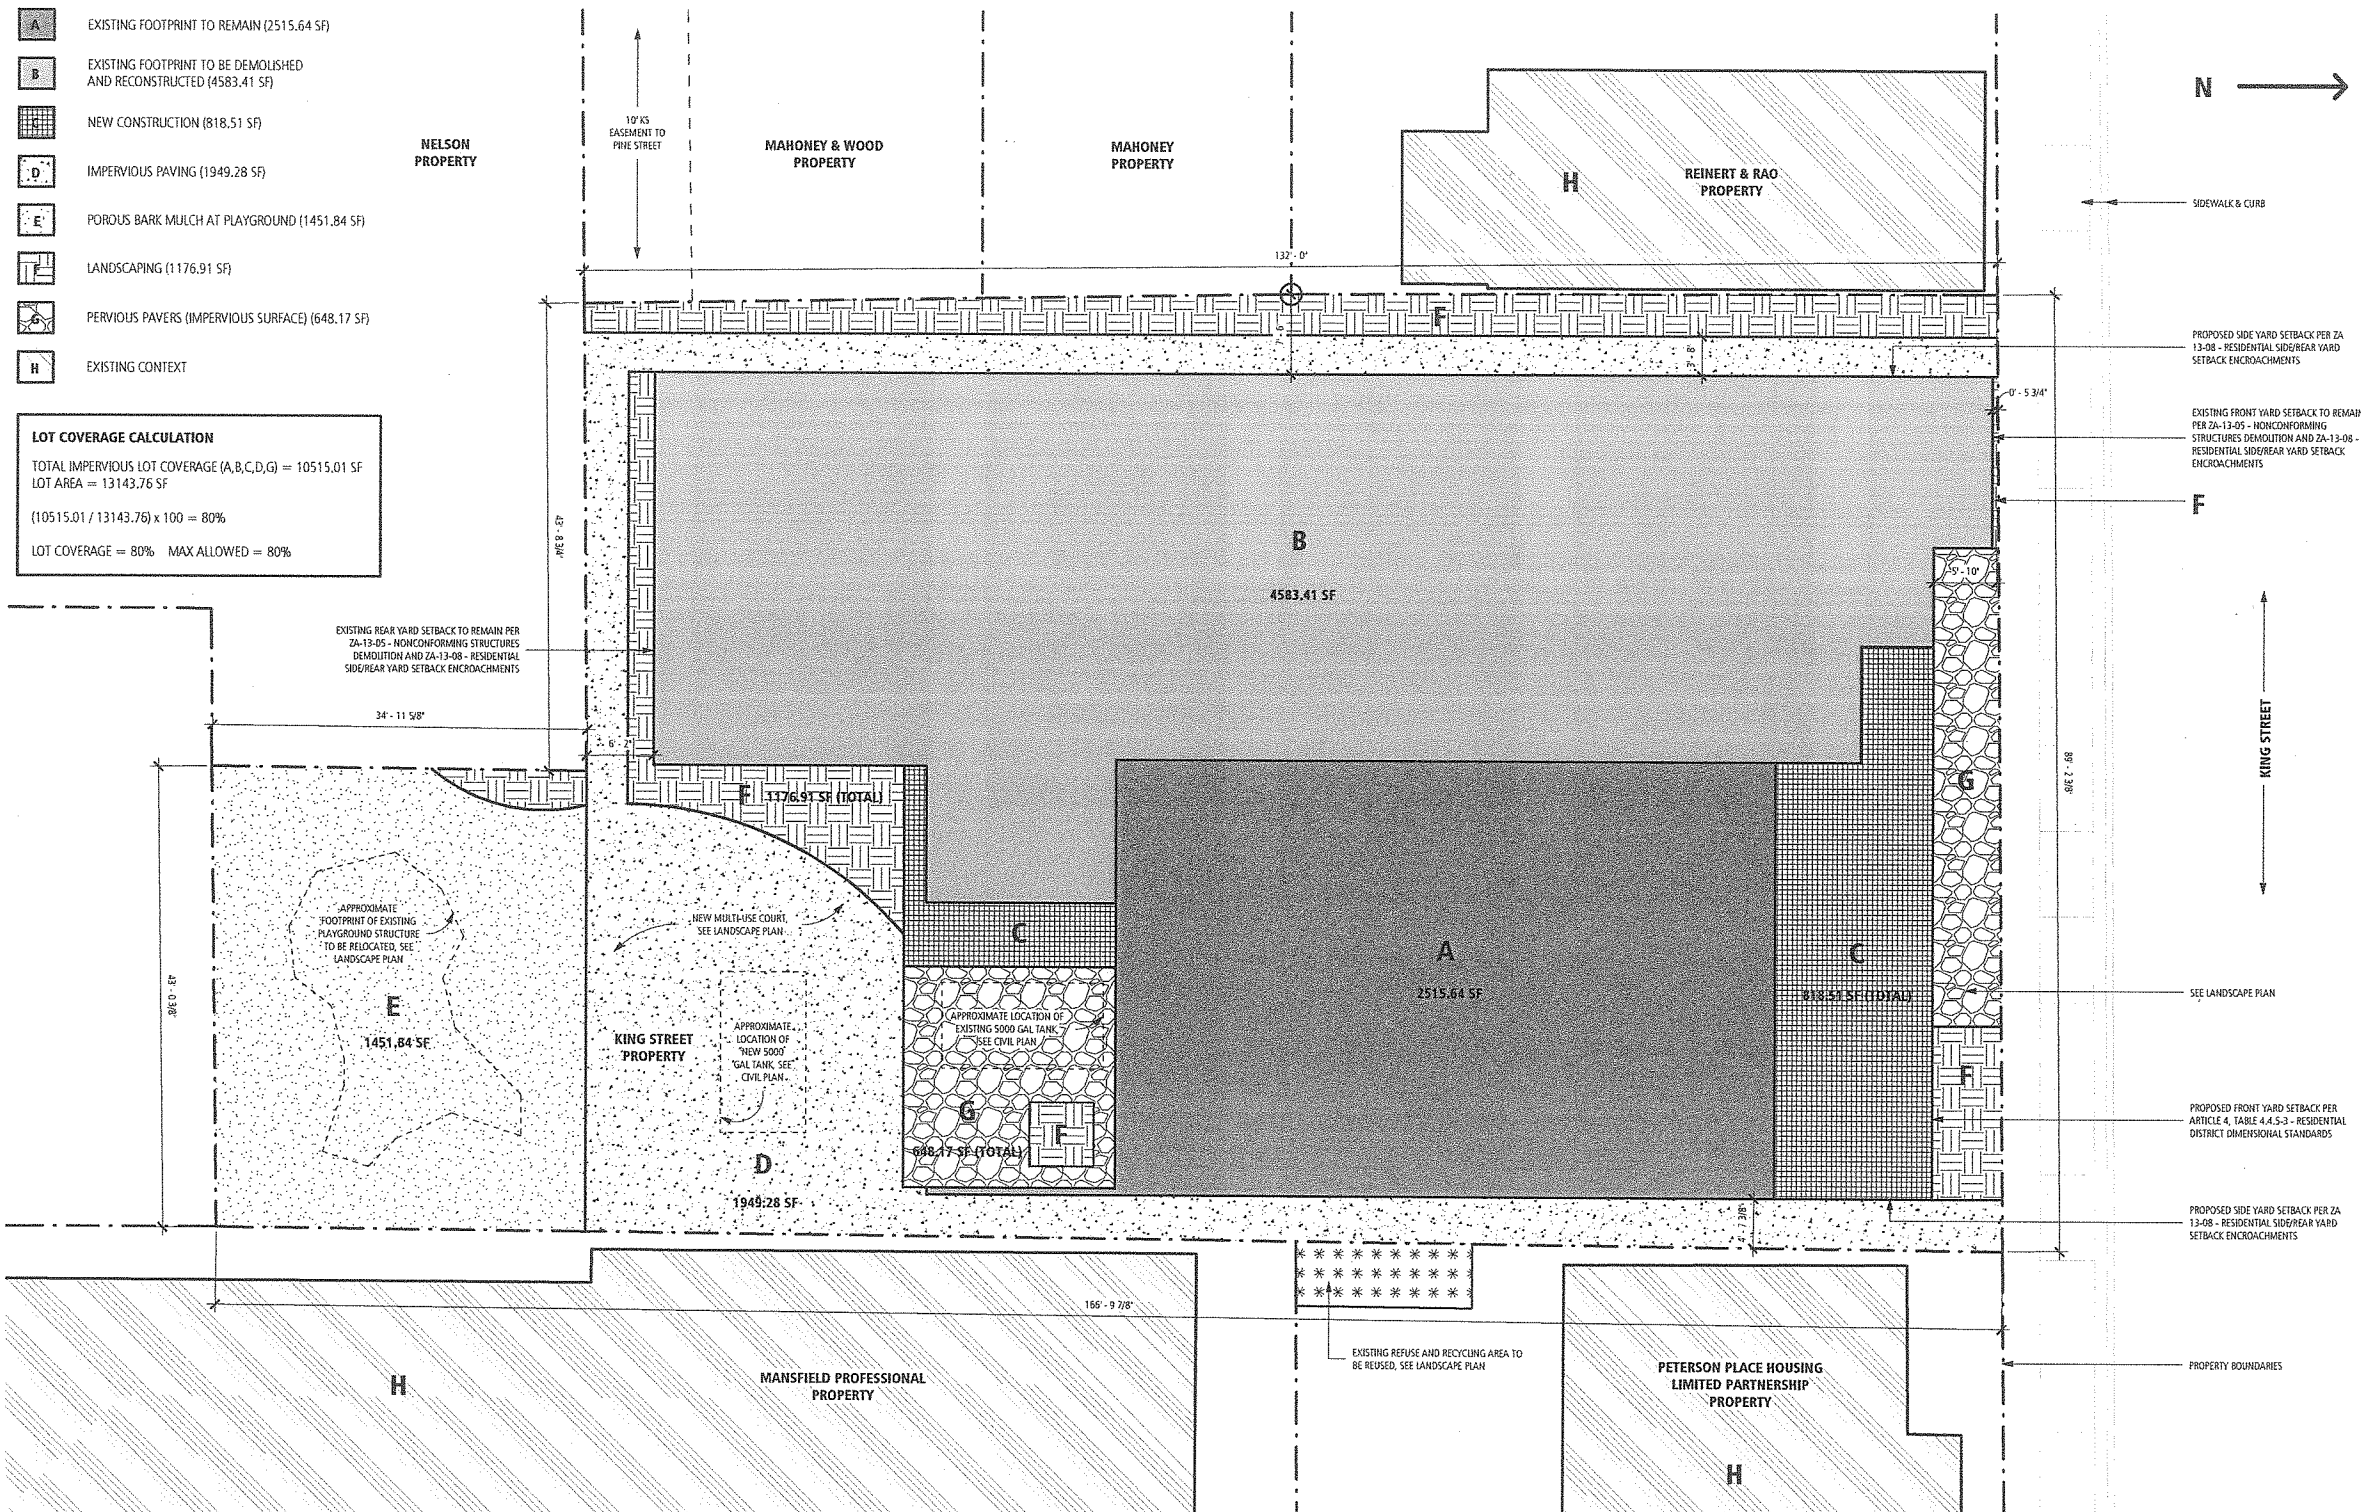 A EXISTING FOOTPRINT TO REMAIN (2515.64 SF)
B EXISTING FOOTPRINT TO BE DEMOLISHED
AND RECONSTRUCTED (4583.41 SF)
C NEW CONSTRUCTION (818.51 SF)
D IMPERVIOUS PAVING (1949.28 SF)
E POROUS BARK MULCH AT PLAYGROUND (1451.84 SF)
F LANDSCAPING (1176.91 SF)
G PERVIOUS PAVERS (IMPERVIOUS SURFACE) (648.17 SF)
H EXISTING CONTEXT
LOT COVERAGE CALCULATION
TOTAL IMPERVIOUS LOT COVERAGE (A,B,C,D,G) = 10515.01 SF
LOT AREA = 13143.76 SF
(10515.01 / 13143.76) x 100 = 80%
LOT COVERAGE = 80% MAX ALLOWED = 80%
NELSON
PROPERTY
10' KS
EASEMENT TO
PINE STREET
MAHONEY & WOOD
PROPERTY
MAHONEY
PROPERTY
H
REINERT & RAO
PROPERTY
N
SIDEWALK & CURB
132' - 0"
F
7' - 6"
3' - 8"
PROPOSED SIDE YARD SETBACK PER ZA
13-08 - RESIDENTIAL SIDE/REAR YARD
SETBACK ENCROACHMENTS
0' - 5 3/4"
EXISTING FRONT YARD SETBACK TO REMAIN
PER ZA-13-05 - NONCONFORMING
STRUCTURES DEMOLITION AND ZA-13-08 -
RESIDENTIAL SIDE/REAR YARD SETBACK
ENCROACHMENTS
F
43' - 8 3/4"
B
4583.41 SF
5' - 10"
EXISTING REAR YARD SETBACK TO REMAIN PER
ZA-13-05 - NONCONFORMING STRUCTURES
DEMOLITION AND ZA-13-08 - RESIDENTIAL
SIDE/REAR YARD SETBACK ENCROACHMENTS
34' - 11 5/8"
6' - 2"
KING STREET
89' - 2 3/8"
G
F 1176.91 SF (TOTAL)
APPROXIMATE
FOOTPRINT OF EXISTING
PLAYGROUND STRUCTURE
TO BE RELOCATED, SEE
LANDSCAPE PLAN
NEW MULTI-USE COURT,
SEE LANDSCAPE PLAN
C
A
2515.64 SF
C
818.51 SF (TOTAL)
SEE LANDSCAPE PLAN
43' - 0 3/8"
E
1451.84 SF
KING STREET
PROPERTY
APPROXIMATE
LOCATION OF
NEW 5000
GAL TANK, SEE
CIVIL PLAN
APPROXIMATE LOCATION OF
EXISTING 5000 GAL TANK,
SEE CIVIL PLAN
G
F
648.17 SF (TOTAL)
F
D
1949.28 SF
PROPOSED FRONT YARD SETBACK PER
ARTICLE 4, TABLE 4.4.5-3 - RESIDENTIAL
DISTRICT DIMENSIONAL STANDARDS
PROPOSED SIDE YARD SETBACK PER ZA
13-08 - RESIDENTIAL SIDE/REAR YARD
SETBACK ENCROACHMENTS
166' - 9 7/8"
EXISTING REFUSE AND RECYCLING AREA TO
BE REUSED, SEE LANDSCAPE PLAN
H
MANSFIELD PROFESSIONAL
PROPERTY
PETERSON PLACE HOUSING
LIMITED PARTNERSHIP
PROPERTY
H
PROPERTY BOUNDARIES